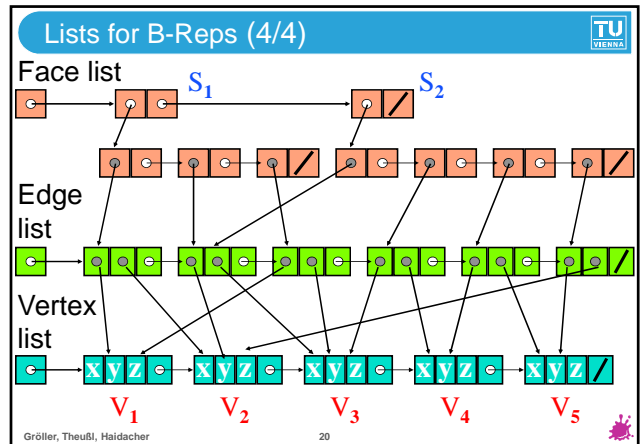 Lists for B-Reps (4/4)
TU
VIENNA
Face list
S1
S2
Edge
list
Vertex
list
x y z
x y z
x y z
x y z
x y z
V1
V2
V3
V4
V5
Gröller, Theußl, Haidacher
20